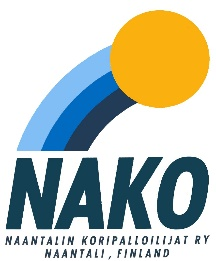 NAKO
NAANTALIN KORIPALLOILIJAT RY
NAANTALI, FINLAND